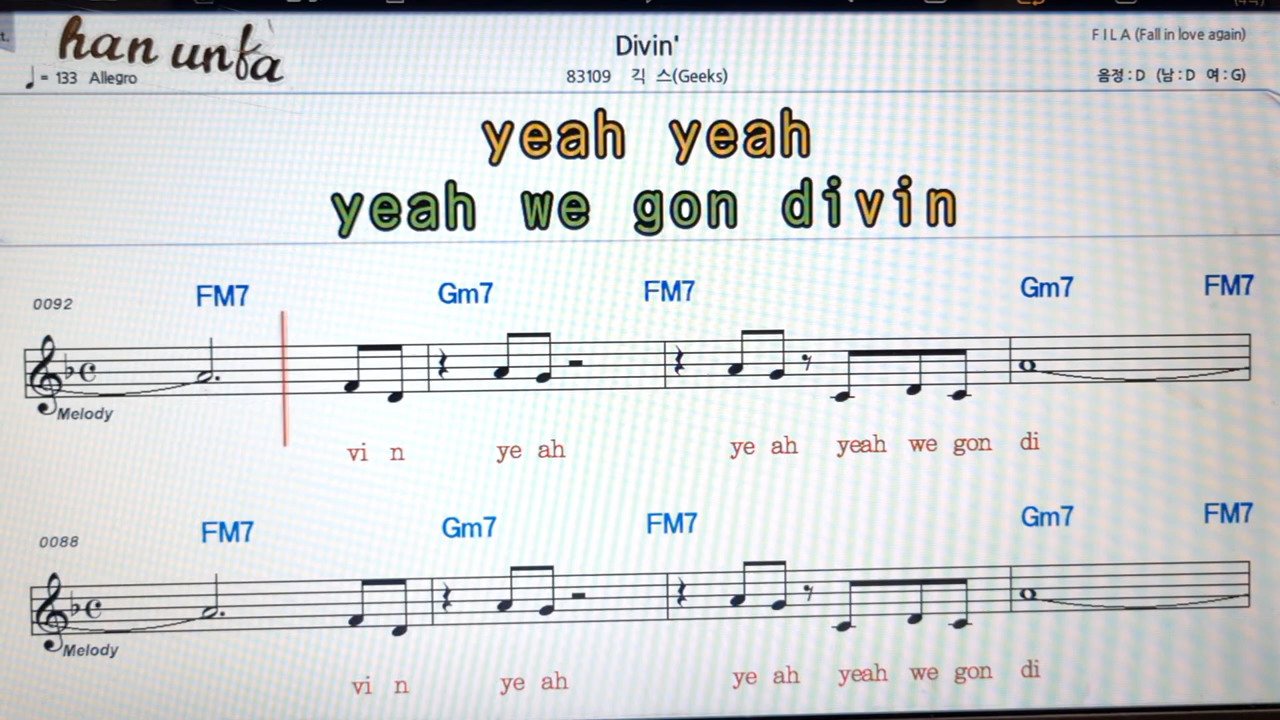 han unfa
Divin'
F I L A (Fall in love again)
♩ = 133 Allegro
83109 긱 스(Geeks)
음정 : D (남 : D 여 : G)
yeah yeah
yeah we gon divin
FM7 Gm7 FM7 Gm7 FM7
0092
Melody
vi n ye ah ye ah yeah we gon di
FM7 Gm7 FM7 Gm7 FM7
0088
Melody
vi n ye ah ye ah yeah we gon di